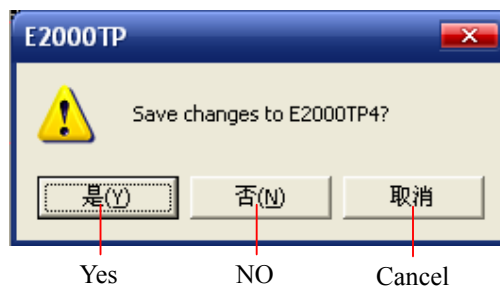 E2000TP
Save changes to E2000TP4?
是(Y) 否(N) 取消
Yes NO Cancel